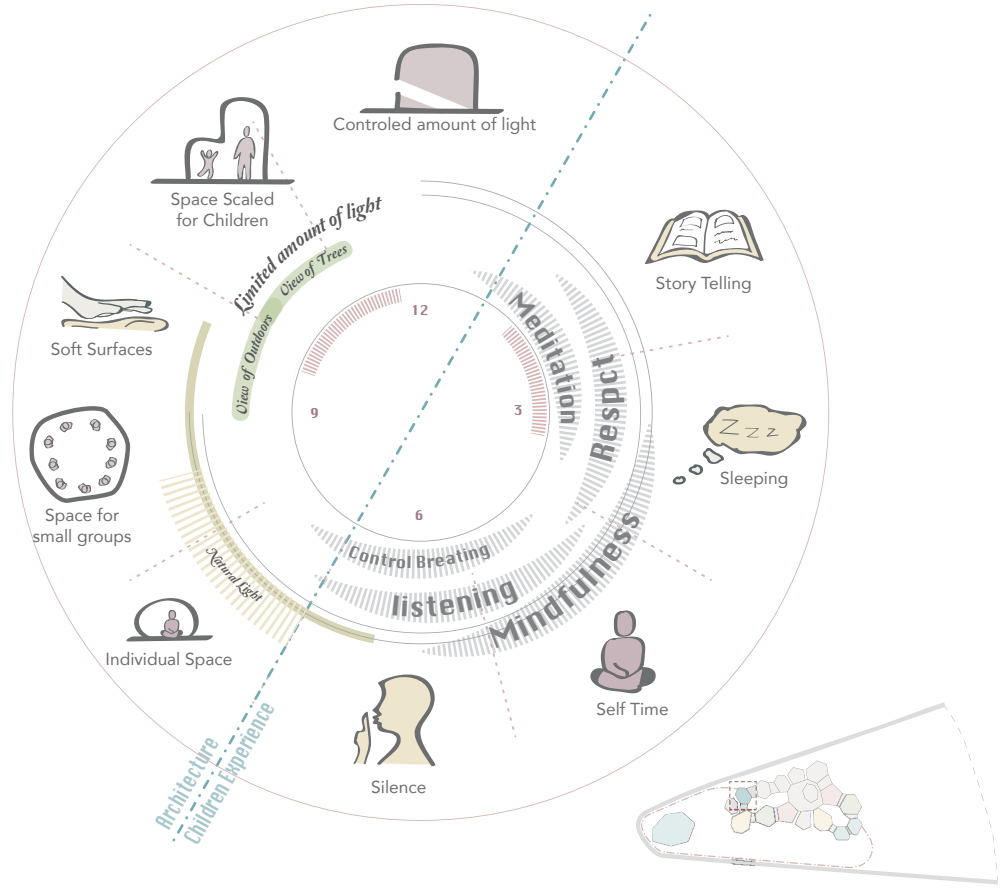 Controled amount of light
Space Scaled
for Children
Limited amount of light
View of Trees
View of Outdoors
Story Telling
Soft Surfaces
12
Meditation
Respect
9
3
6
Sleeping
Z z z
Space for
small groups
Control Breating
listening
Mindfulness
Natural Light
Individual Space
Self Time
Silence
Architecture
Children Experience